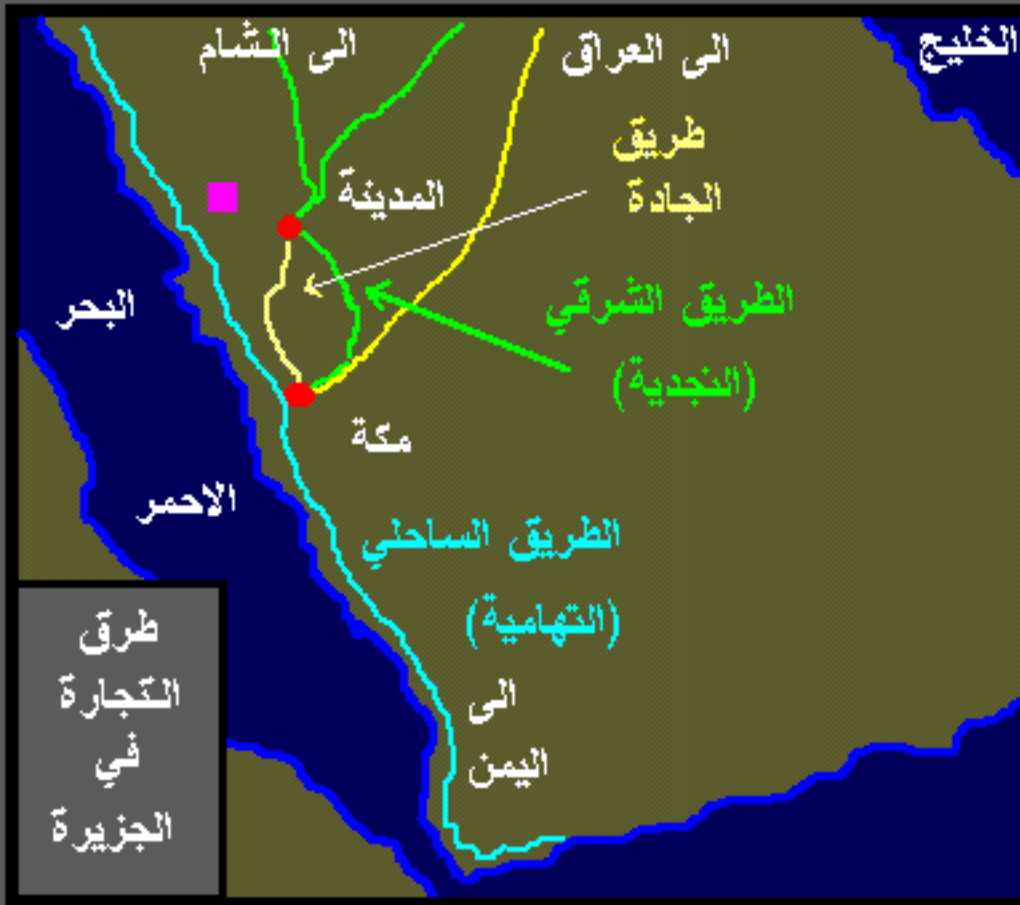 الى الشام
الى العراق
الخليج
طريق
الجادة
المدينة
البحر
الطريق الشرقي
(النجدية)
مكة
الاحمر
الطريق الساحلي
(التهامية)
الى
اليمن
طرق
التجارة
في
الجزيرة